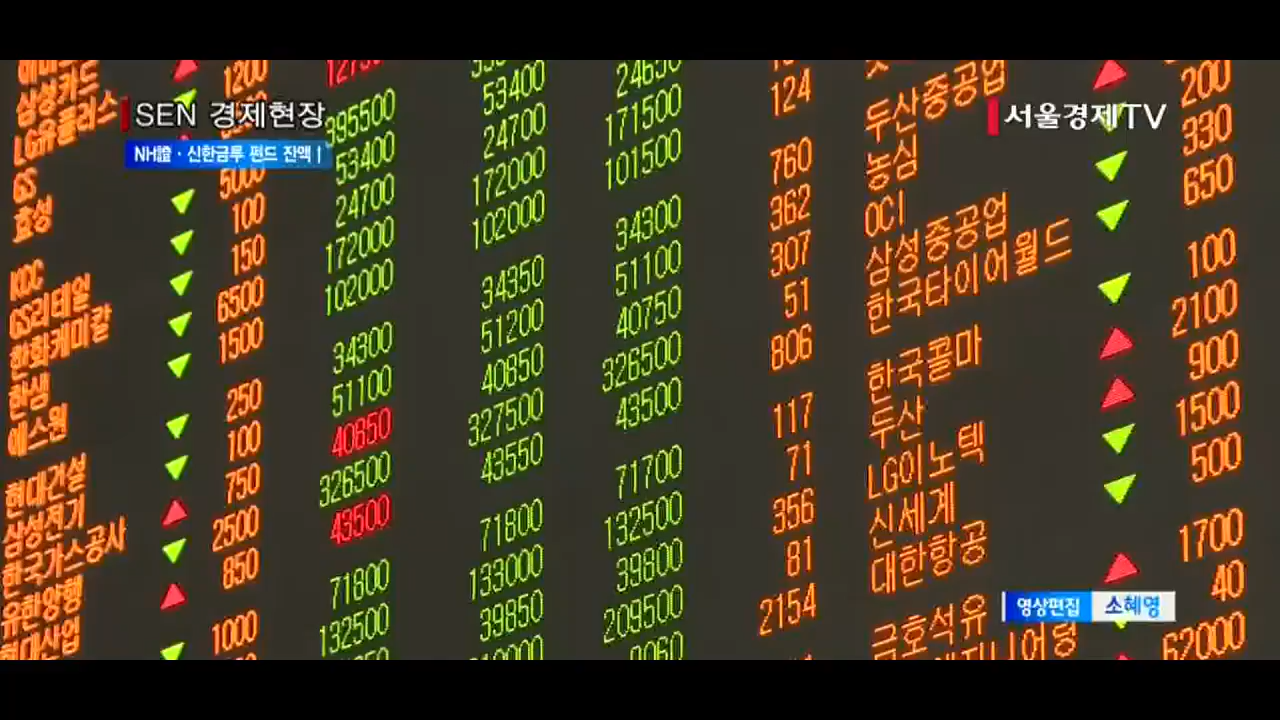 SEN 경제현장
NH證 · 신한금투 펀드 잔액↑
서울경제TV
삼성카드
LG유플러스
GS
효성
KCC
GS리테일
한화케미칼
한샘
에스원
현대건설
삼성전기
한국가스공사
유한양행
현대산업
1200
5000
100
150
6500
1500
250
100
750
2500
850
1000
395500
53400
24700
172000
102000
34300
51100
40850
326500
43500
71800
132500
53400
24700
172000
102000
34350
51200
40850
327500
43550
71800
133000
39850
24650
171500
101500
34300
51100
40750
326500
43500
71700
132500
39800
209500
124
760
362
307
51
806
117
71
356
81
2154
두산중공업
농심
OCI
삼성중공업
한국타이어월드
한국콜마
두산
LG이노텍
신세계
대한항공
금호석유
200
330
650
100
2100
900
1500
500
1700
40
62000
영상편집 소혜영